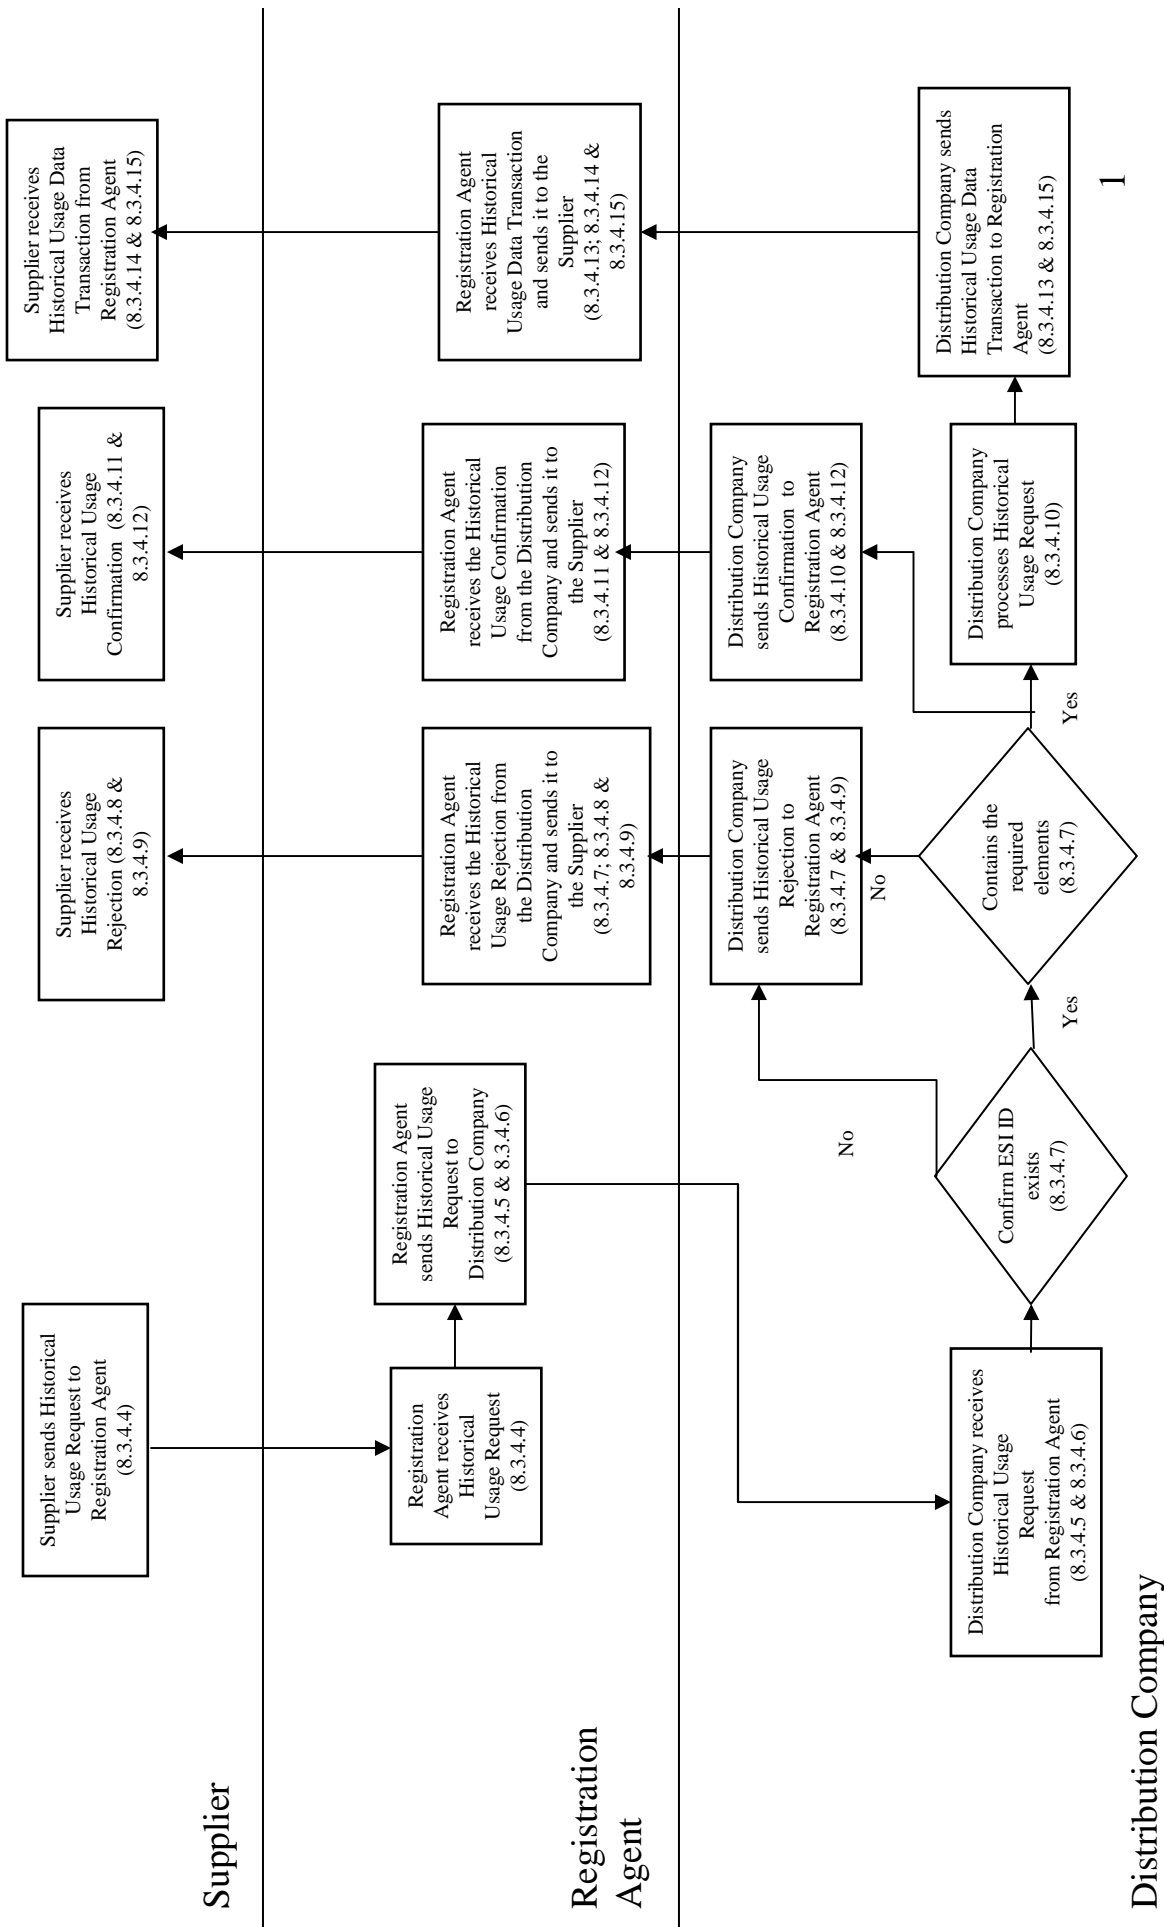 Supplier
Supplier sends Historical
Usage Request to
Registration Agent
(8.3.4.4)
Supplier receives
Historical Usage
Rejection (8.3.4.8 &
8.3.4.9)
Supplier receives
Historical Usage
Confirmation (8.3.4.11 &
8.3.4.12)
Supplier receives
Historical Usage Data
Transaction from
Registration Agent
(8.3.4.14 & 8.3.4.15)
Registration
Agent
Registration
Agent receives
Historical
Usage Request
(8.3.4.4)
Registration Agent
sends Historical Usage
Request to
Distribution Company
(8.3.4.5 & 8.3.4.6)
Registration Agent
receives the Historical
Usage Rejection from
the Distribution
Company and sends it to
the Supplier
(8.3.4.7; 8.3.4.8 &
8.3.4.9)
Registration Agent
receives the Historical
Usage Confirmation
from the Distribution
Company and sends it to
the Supplier
(8.3.4.11 & 8.3.4.12)
Registration Agent
receives Historical
Usage Data Transaction
and sends it to the
Supplier
(8.3.4.13; 8.3.4.14 &
8.3.4.15)
Distribution Company
Distribution Company receives
Historical Usage
Request
from Registration Agent
(8.3.4.5 & 8.3.4.6)
Confirm ESI ID
exists
(8.3.4.7)
No
Yes
Contains the
required
elements
(8.3.4.7)
No
Yes
Distribution Company
sends Historical Usage
Rejection to
Registration Agent
(8.3.4.7 & 8.3.4.9)
Distribution Company
sends Historical Usage
Confirmation to
Registration Agent
(8.3.4.10 & 8.3.4.12)
Distribution Company
processes Historical
Usage Request
(8.3.4.10)
Distribution Company sends
Historical Usage Data
Transaction to Registration
Agent
(8.3.4.13 & 8.3.4.15)
1